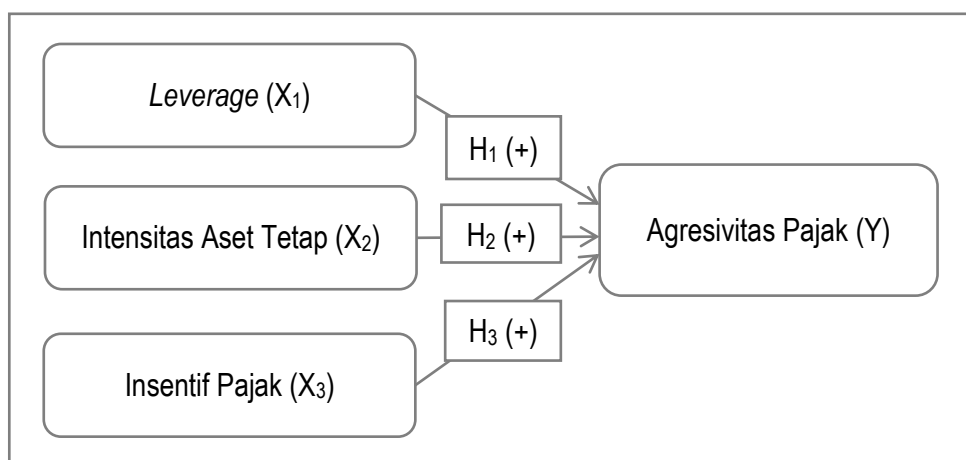 Leverage (X₁)
H₁ (+)
Intensitas Aset Tetap (X₂)
H₂ (+)
Agresivitas Pajak (Y)
H₃ (+)
Insentif Pajak (X₃)